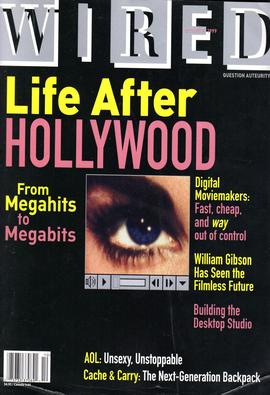 WIRED
QUESTION AUTEURITY
Life After
HOLLYWOOD
From
Megahits
to
Megabits
Digital
Moviemakers:
Fast, cheap,
and way
out of control
William Gibson
Has Seen the
Filmless Future
Building the
Desktop Studio
AOL: Unsexy, Unstoppable
Cache & Carry: The Next-Generation Backpack